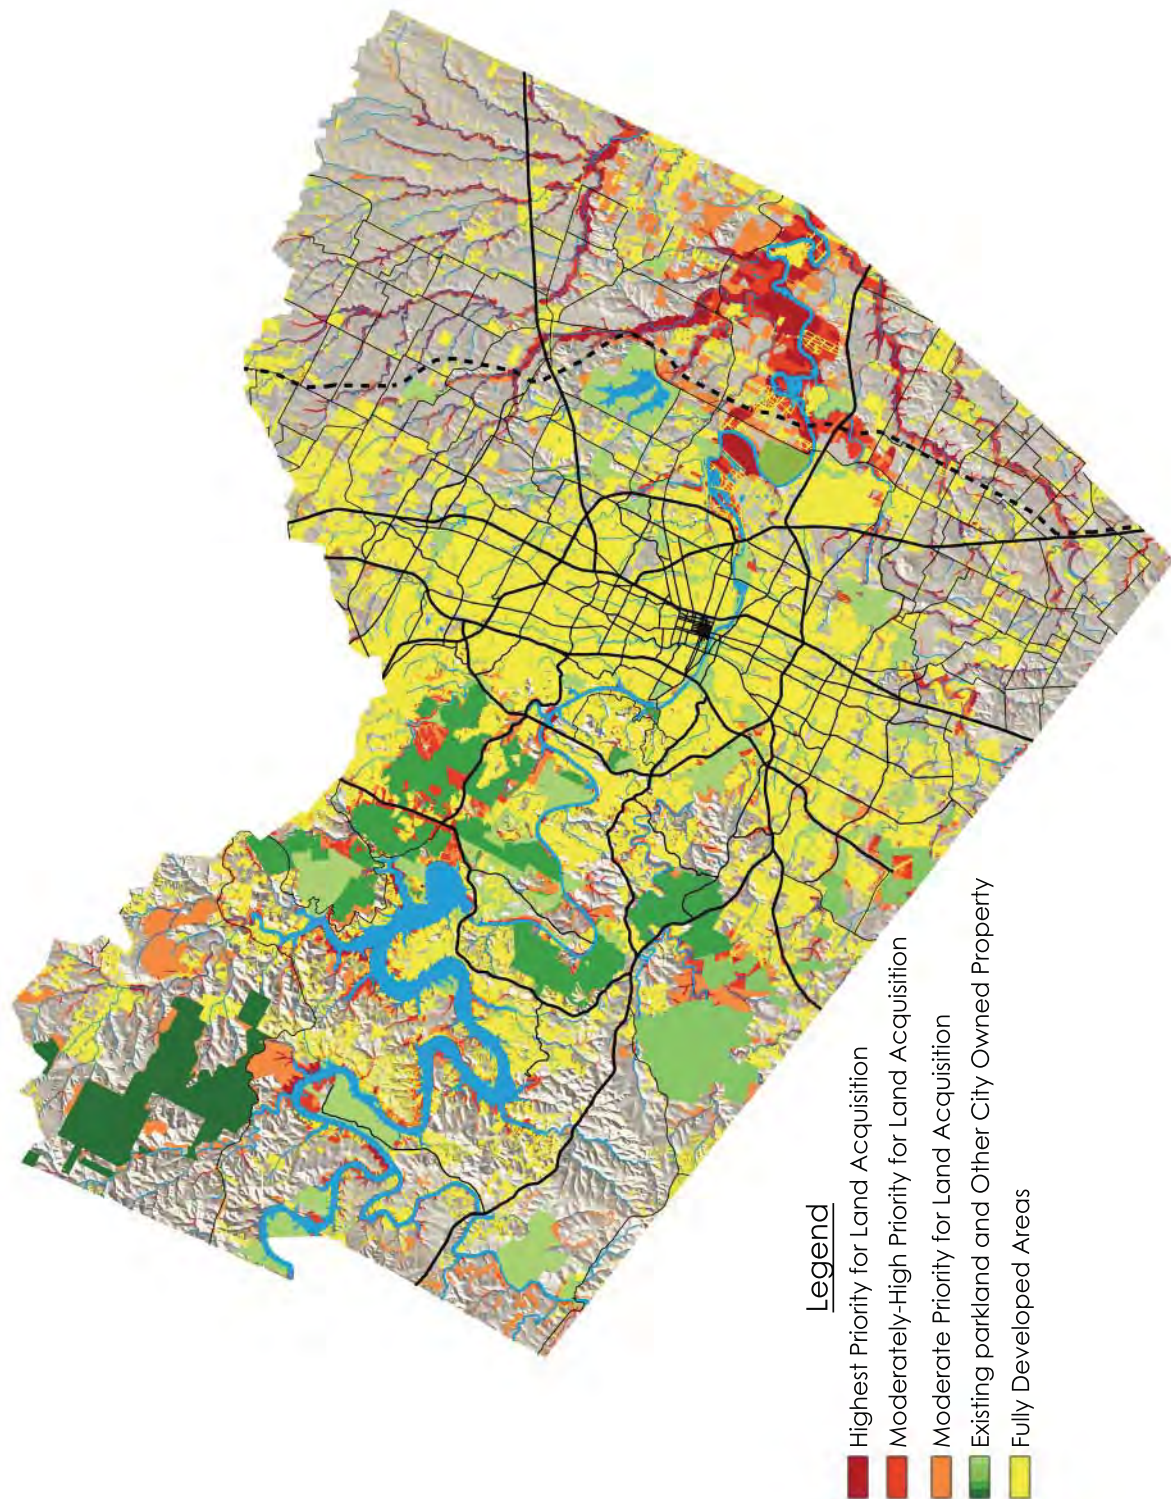 Legend
Highest Priority for Land Acquisition
Moderately-High Priority for Land Acquisition
Moderate Priority for Land Acquisition
Existing parkland and Other City Owned Property
Fully Developed Areas